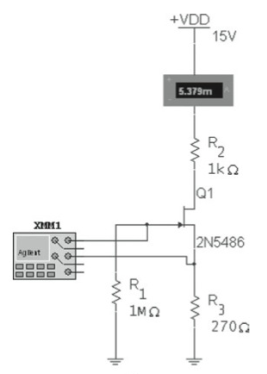 +VDD
15V
5.379m
R2
1kΩ
Q1
XMM1
Agilent
2N5486
R1
1MΩ
R3
270Ω